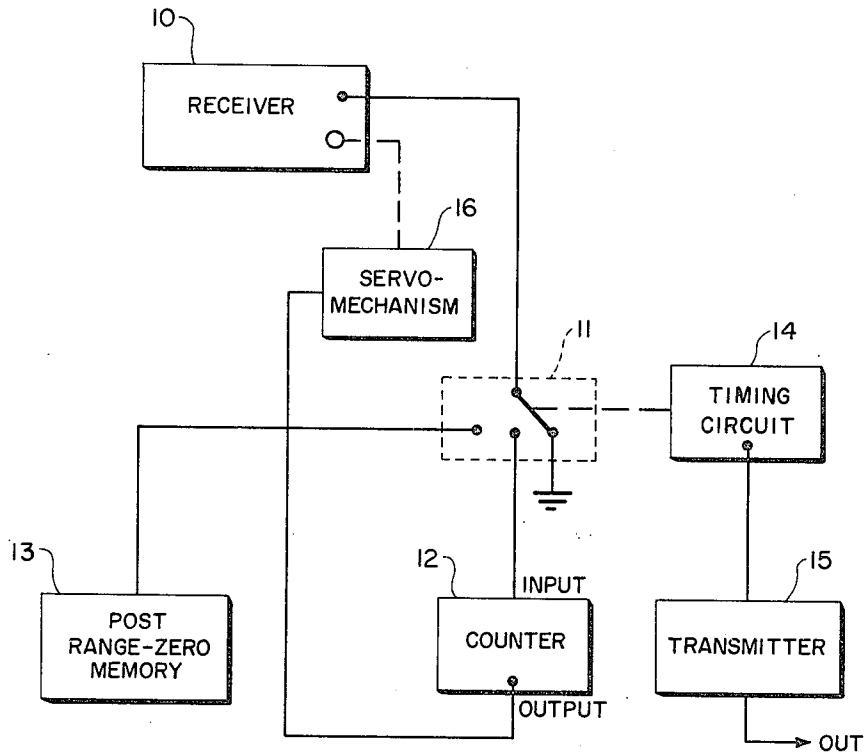 10
RECEIVER
16
SERVO-
MECHANISM
11
14
TIMING
CIRCUIT
13
POST
RANGE-ZERO
MEMORY
12
INPUT
COUNTER
OUTPUT
15
TRANSMITTER
OUT